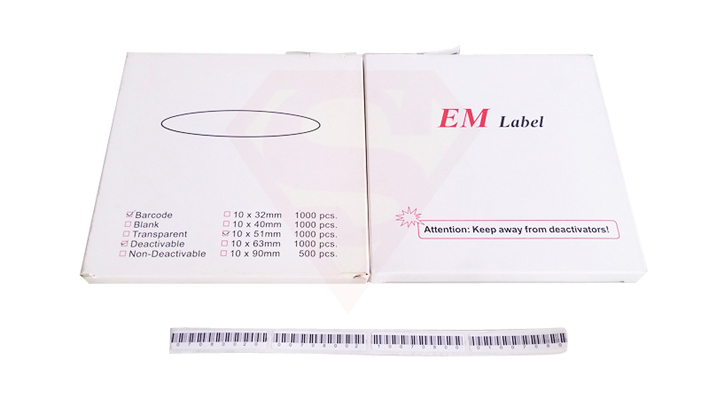 EM Label
Barcode 10 x 32mm 1000 pcs.
Blank 10 x 40mm 1000 pcs.
Transparent 10 x 51mm 1000 pcs.
Deactivable 10 x 63mm 1000 pcs.
Non-Deactivable 10 x 90mm 500 pcs.
Attention: Keep away from deactivators!